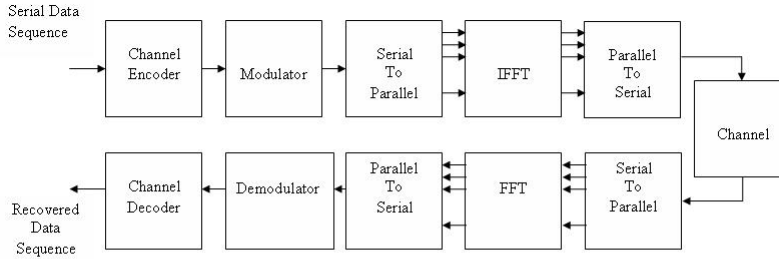 Serial Data
Sequence
Channel
Encoder
Modulator
Serial
To
Parallel
IFFT
Parallel
To
Serial
Channel
Serial
To
Parallel
FFT
Parallel
To
Serial
Demodulator
Channel
Decoder
Recovered
Data
Sequence